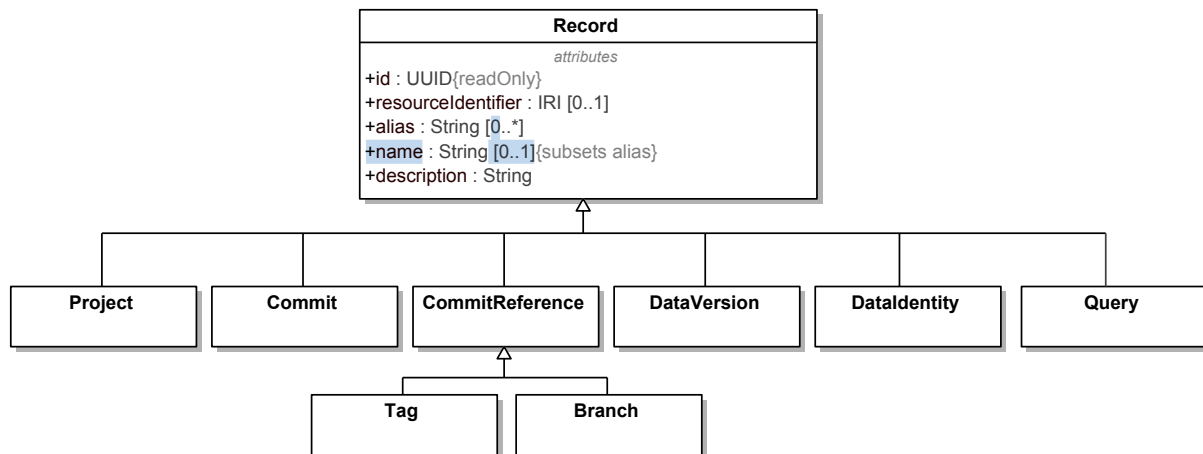 Record
attributes
+id : UUID{readOnly}
+resourceIdentifier : IRI [0..1]
+alias : String [0..*]
+name : String [0..1]{subsets alias}
+description : String
Project
Commit
CommitReference
DataVersion
DataIdentity
Query
Tag
Branch